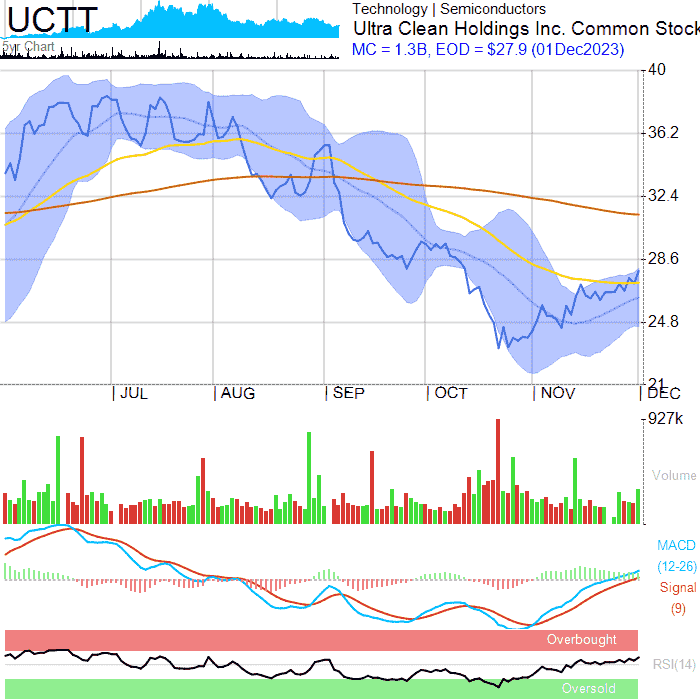 UCTT
Technology | Semiconductors
Ultra Clean Holdings Inc. Common Stock
MC = 1.3B, EOD = $27.9 (01Dec2023)
5yr Chart
40
36.2
32.4
28.6
24.8
21
JUL
AUG
SEP
OCT
NOV
DEC
927k
Volume
MACD
(12-26)
Signal
(9)
Overbought
RSI(14)
Oversold